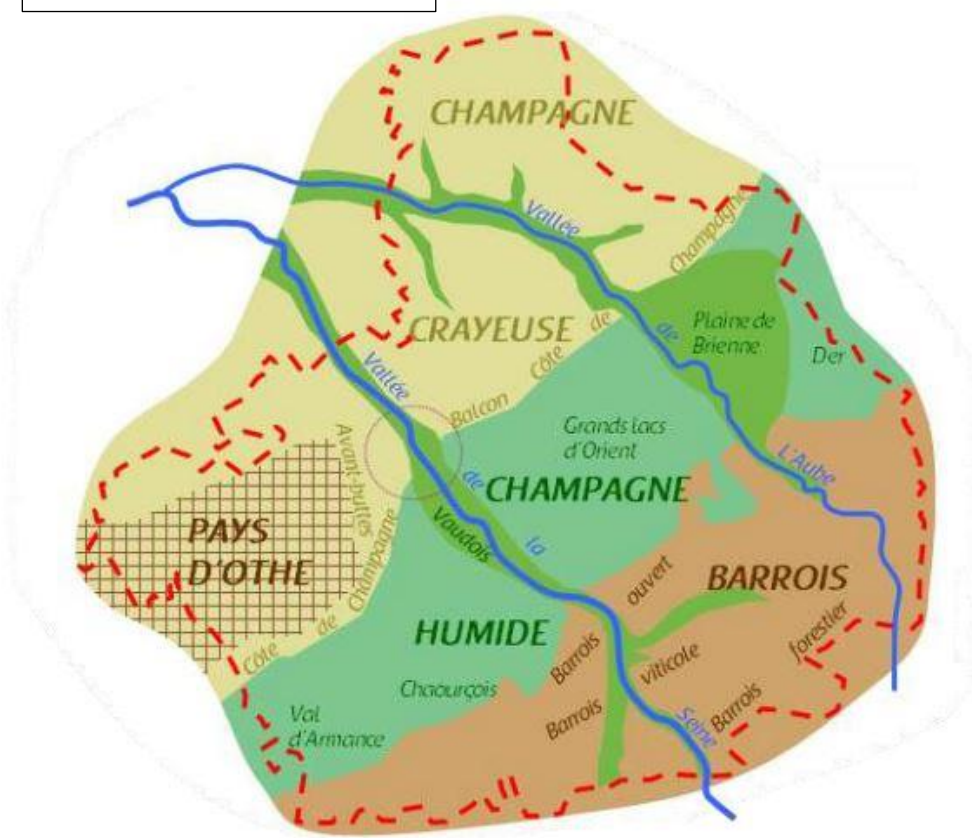 CHAMPAGNE
Vallée
Champagne
de
Plaine de
Brienne
CRAYEUSE
de
Côte
Der
Vallée
Balcon
Avant-buttes
Grands lacs
d'Orient
L'Aube
de
CHAMPAGNE
Vaudois
la
PAYS
D'OTHE
Champagne
de
Côte
ouvert
BARROIS
HUMIDE
Barrois
viticole
forestier
Chaourçois
Barrois
Barrois
Seine
Val
d'Armance